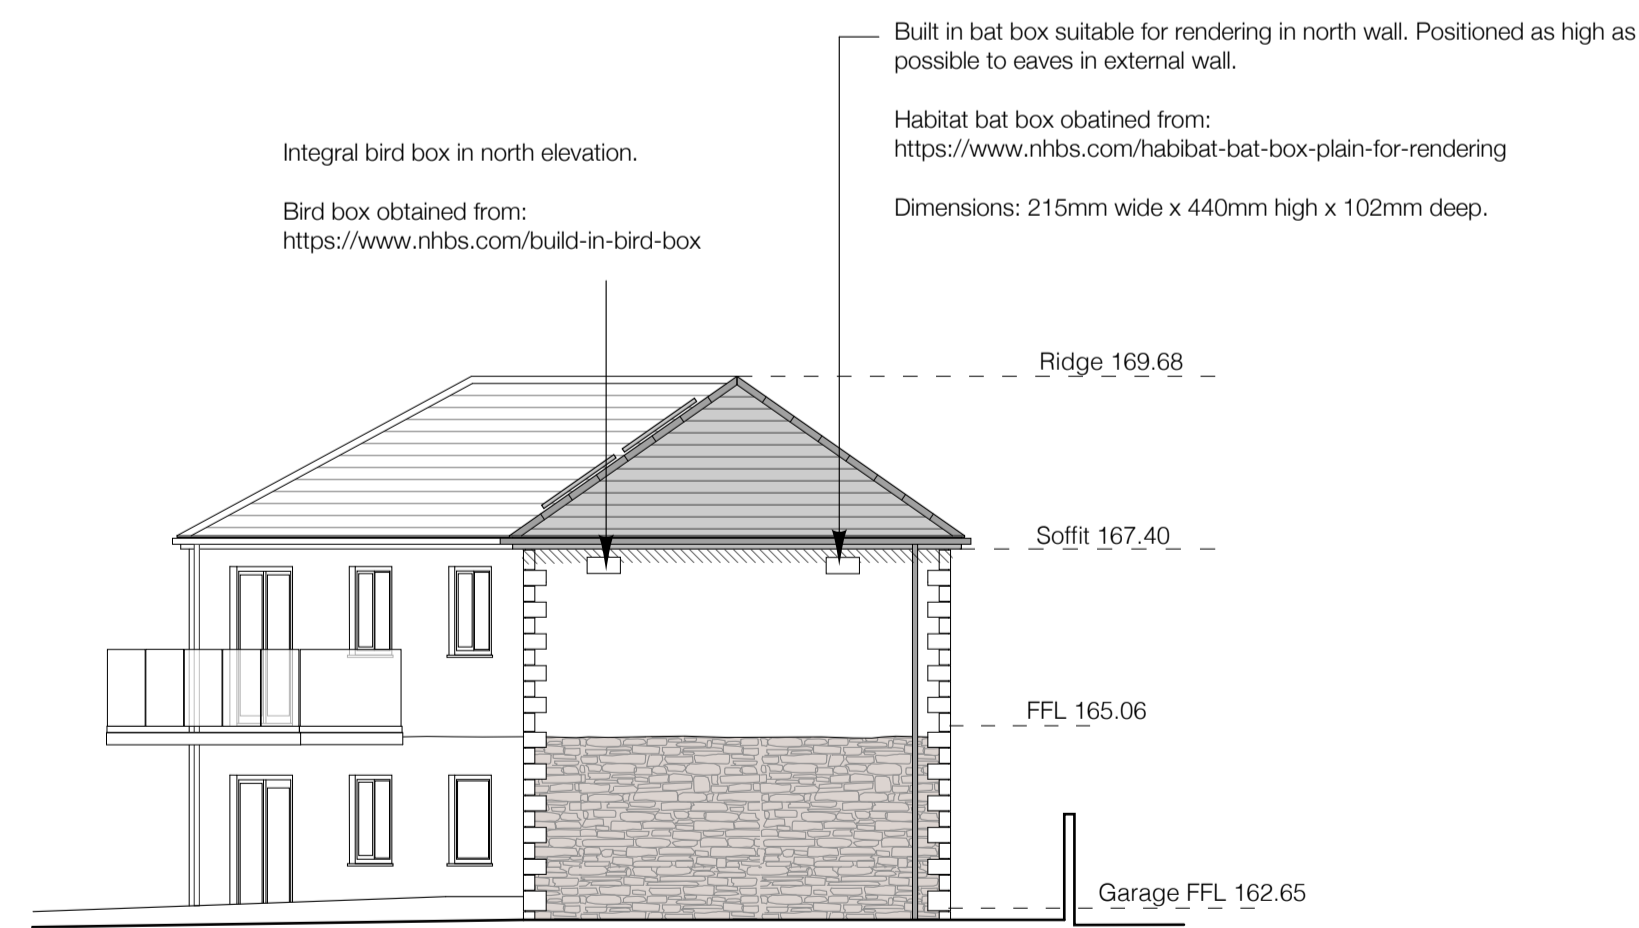 Built in bat box suitable for rendering in north wall. Positioned as high as
possible to eaves in external wall.
Habitat bat box obatined from:
https://www.nhbs.com/habibat-bat-box-plain-for-rendering
Dimensions: 215mm wide x 440mm high x 102mm deep.
Integral bird box in north elevation.
Bird box obtained from:
https://www.nhbs.com/build-in-bird-box
Ridge 169.68
Soffit 167.40
FFL 165.06
Garage FFL 162.65